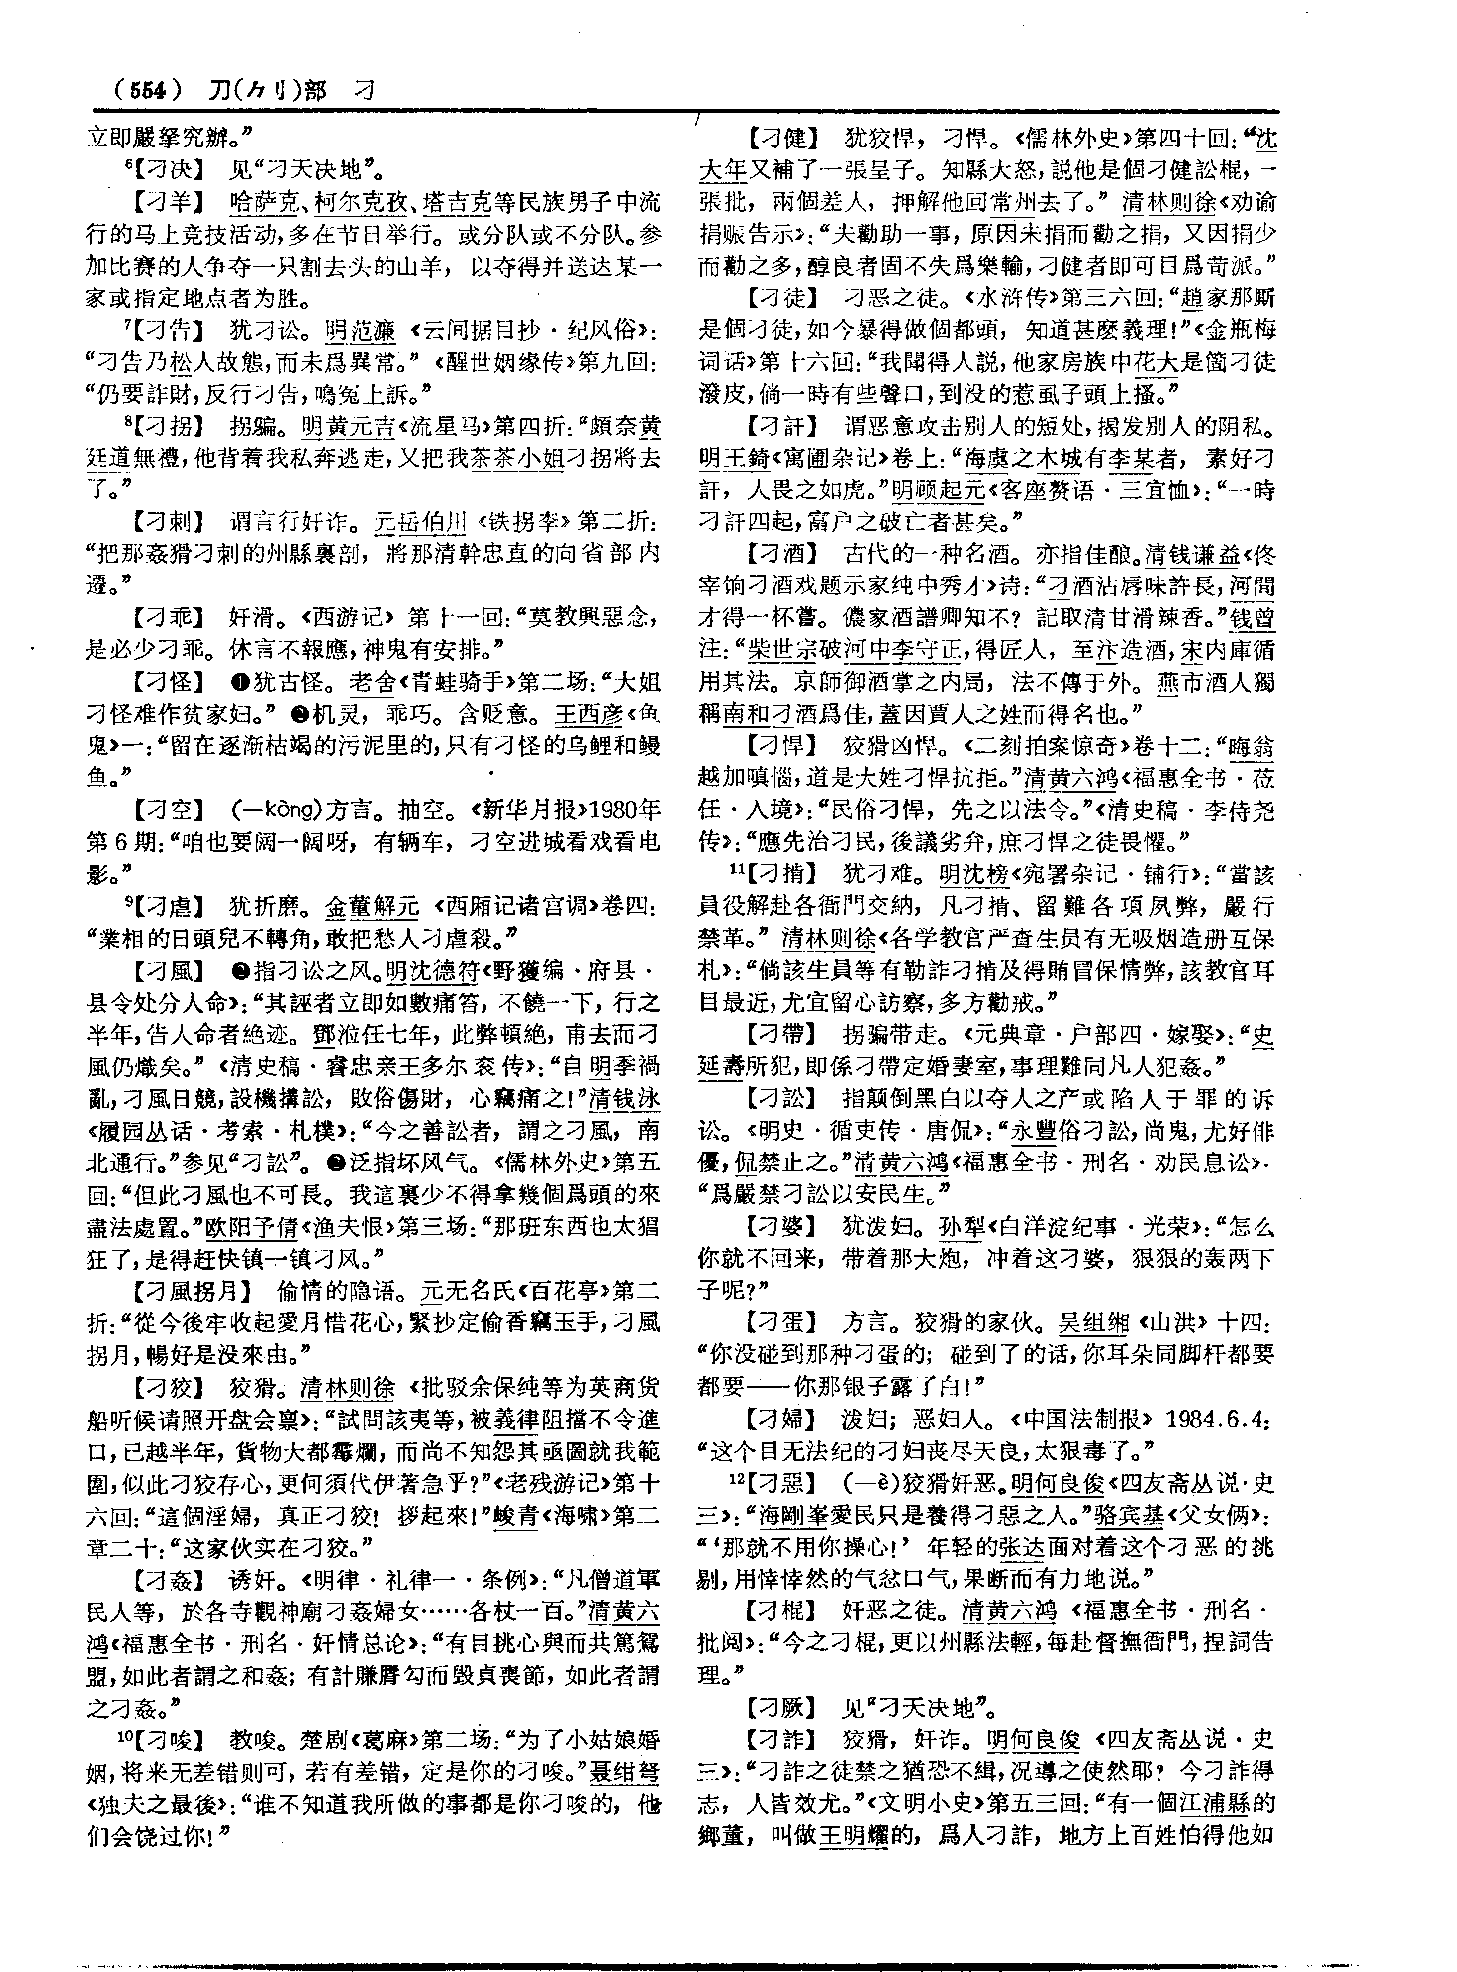 （554） 刀(⺈刂)部 刁
立即嚴拏究辦。”
⁶【刁决】 见“刁天决地”。
【刁羊】 哈萨克、柯尔克孜、塔吉克等民族男子中流
行的马上竞技活动，多在节日举行。或分队或不分队。参
加比赛的人争夺一只割去头的山羊，以夺得并送达某一
家或指定地点者为胜。
⁷【刁告】 犹刁讼。明范濂《云间据目抄·纪风俗》：
“刁告乃松人故態，而未爲異常。”《醒世姻缘传》第九回：
“仍要詐財，反行刁告，鳴冤上訴。”
⁸【刁拐】 拐骗。明黄元吉《流星马》第四折：“頗奈黄
廷道無禮，他背着我私奔逃走，又把我茶茶小姐刁拐將去
了。”
【刁刺】 谓言行奸诈。元岳伯川《铁拐李》第二折：
“把那姦猾刁刺的州縣裏剖，將那清幹忠直的向省部内
遷。”
【刁乖】 奸滑。《西游记》第十一回：“莫教興惡念，
是必少刁乖。休言不報應，神鬼有安排。”
【刁怪】 ❶犹古怪。老舍《青蛙骑手》第二场：“大姐
刁怪难作贫家妇。”❷机灵，乖巧。含贬意。王西彦《鱼
鬼》一：“留在逐渐枯竭的污泥里的，只有刁怪的乌鲤和鳗
鱼。”
【刁空】 （—kòng）方言。抽空。《新华月报》1980年
第6期：“咱也要阔一阔呀，有辆车，刁空进城看戏看电
影。”
⁹【刁虐】 犹折磨。金董解元《西厢记诸宫调》卷四：
“業相的日頭兒不轉角，敢把愁人刁虐殺。”
【刁風】 ❶指刁讼之风。明沈德符《野獲编·府县·
县令处分人命》：“其誣者立即如數痛笞，不饒一下，行之
半年，告人命者絶迹。鄧涖任七年，此弊頓絶，甫去而刁
風仍熾矣。”《清史稿·睿忠亲王多尔衮传》：“自明季禍
亂，刁風日競，設機搆訟，敗俗傷財，心竊痛之！”清钱泳
《履园丛话·考索·札樸》：“今之善訟者，謂之刁風，南
北通行。”参见“刁訟”。❷泛指坏风气。《儒林外史》第五
回：“但此刁風也不可長。我這裏少不得拿幾個爲頭的來
盡法處置。”欧阳予倩《渔夫恨》第三场：“那班东西也太猖
狂了，是得赶快镇一镇刁风。”
【刁風拐月】 偷情的隐语。元无名氏《百花亭》第二
折：“從今後牢收起愛月惜花心，緊抄定偷香竊玉手，刁風
拐月，暢好是没來由。”
【刁狡】 狡猾。清林则徐《批驳余保纯等为英商货
船听候请照开盘会禀》：“試問該夷等，被義律阻擋不令進
口，已越半年，貨物大都霉爛，而尚不知怨其亟圖就我範
圍，似此刁狡存心，更何須代伊著急乎？”《老残游记》第十
六回：“這個淫婦，真正刁狡！拶起來！”峻青《海啸》第二
章二十：“这家伙实在刁狡。”
【刁姦】 诱奸。《明律·礼律一·条例》：“凡僧道軍
民人等，於各寺觀神廟刁姦婦女……各杖一百。”清黄六
鸿《福惠全书·刑名·奸情总论》：“有目挑心與而共篤鴛
盟，如此者謂之和姦；有計賺脣勾而毁貞喪節，如此者謂
之刁姦。”
¹⁰【刁唆】 教唆。楚剧《葛麻》第二场：“为了小姑娘婚
姻，将来无差错则可，若有差错，定是你的刁唆。”聂绀弩
《独夫之最後》：“谁不知道我所做的事都是你刁唆的，他
们会饶过你！”
【刁健】 犹狡悍，刁悍。《儒林外史》第四十回：“沈
大年又補了一張呈子。知縣大怒，説他是個刁健訟棍，一
張批，兩個差人，押解他回常州去了。”清林则徐《劝谕
捐赈告示》：“夫勸助一事，原因未捐而勸之捐，又因捐少
而勸之多，醇良者固不失爲樂輸，刁健者即可目爲苛派。”
【刁徒】 刁恶之徒。《水浒传》第三六回：“趙家那厮
是個刁徒，如今暴得做個都頭，知道甚麽義理！”《金瓶梅
词话》第十六回：“我聞得人説，他家房族中花大是箇刁徒
潑皮，倘一時有些聲口，到没的惹虱子頭上搔。”
【刁訐】 谓恶意攻击别人的短处，揭发别人的阴私。
明王錡《寓圃杂记》卷上：“海虞之木城有李某者，素好刁
訐，人畏之如虎。”明顾起元《客座赘语·三宜恤》：“一時
刁訐四起，富户之破亡者甚矣。”
【刁酒】 古代的一种名酒。亦指佳酿。清钱谦益《佟
宰饷刁酒戏题示家纯中秀才》诗：“刁酒沾唇味許長，河間
才得一杯嘗。儂家酒譜卿知不？記取清甘滑辣香。”钱曾
注：“柴世宗破河中李守正，得匠人，至汴造酒，宋内庫循
用其法。京師御酒掌之内局，法不傳于外。燕市酒人獨
稱南和刁酒爲佳，蓋因賈人之姓而得名也。”
【刁悍】 狡猾凶悍。《二刻拍案惊奇》卷十二：“晦翁
越加嗔惱，道是大姓刁悍抗拒。”清黄六鸿《福惠全书·莅
任·入境》：“民俗刁悍，先之以法令。”《清史稿·李侍尧
传》：“應先治刁民，後議劣弁，庶刁悍之徒畏懼。”
¹¹【刁揹】 犹刁难。明沈榜《宛署杂记·铺行》：“當該
員役解赴各衙門交納，凡刁揹、留難各項夙弊，嚴行
禁革。”清林则徐《各学教官严查生员有无吸烟造册互保
札》：“倘該生員等有勒詐刁揹及得賄冒保情弊，該教官耳
目最近，尤宜留心訪察，多方勸戒。”
【刁帶】 拐骗带走。《元典章·户部四·嫁娶》：“史
延壽所犯，即係刁帶定婚妻室，事理難同凡人犯姦。”
【刁訟】 指颠倒黑白以夺人之产或陷人于罪的诉
讼。《明史·循吏传·唐侃》：“永豐俗刁訟，尚鬼，尤好俳
優，侃禁止之。”清黄六鸿《福惠全书·刑名·劝民息讼》：
“爲嚴禁刁訟以安民生。”
【刁婆】 犹泼妇。孙犁《白洋淀纪事·光荣》：“怎么
你就不回来，带着那大炮，冲着这刁婆，狠狠的轰两下
子呢？”
【刁蛋】 方言。狡猾的家伙。吴组缃《山洪》十四：
“你没碰到那种刁蛋的；碰到了的话，你耳朵同脚杆都要
都要——你那银子露了白！”
【刁婦】 泼妇；恶妇人。《中国法制报》1984.6.4：
“这个目无法纪的刁妇丧尽天良，太狠毒了。”
¹²【刁惡】 （—è）狡猾奸恶。明何良俊《四友斋丛说·史
三》：“海剛峯愛民只是養得刁惡之人。”骆宾基《父女俩》：
“‘那就不用你操心！’年轻的张达面对着这个刁恶的挑
剔，用悻悻然的气忿口气，果断而有力地说。”
【刁棍】 奸恶之徒。清黄六鸿《福惠全书·刑名·
批阅》：“今之刁棍，更以州縣法輕，每赴督撫衙門，捏詞告
理。”
【刁厥】 见“刁天决地”。
【刁詐】 狡猾，奸诈。明何良俊《四友斋丛说·史
三》：“刁詐之徒禁之猶恐不緝，况導之使然耶？今刁詐得
志，人皆效尤。”《文明小史》第五三回：“有一個江浦縣的
鄉董，叫做王明耀的，爲人刁詐，地方上百姓怕得他如